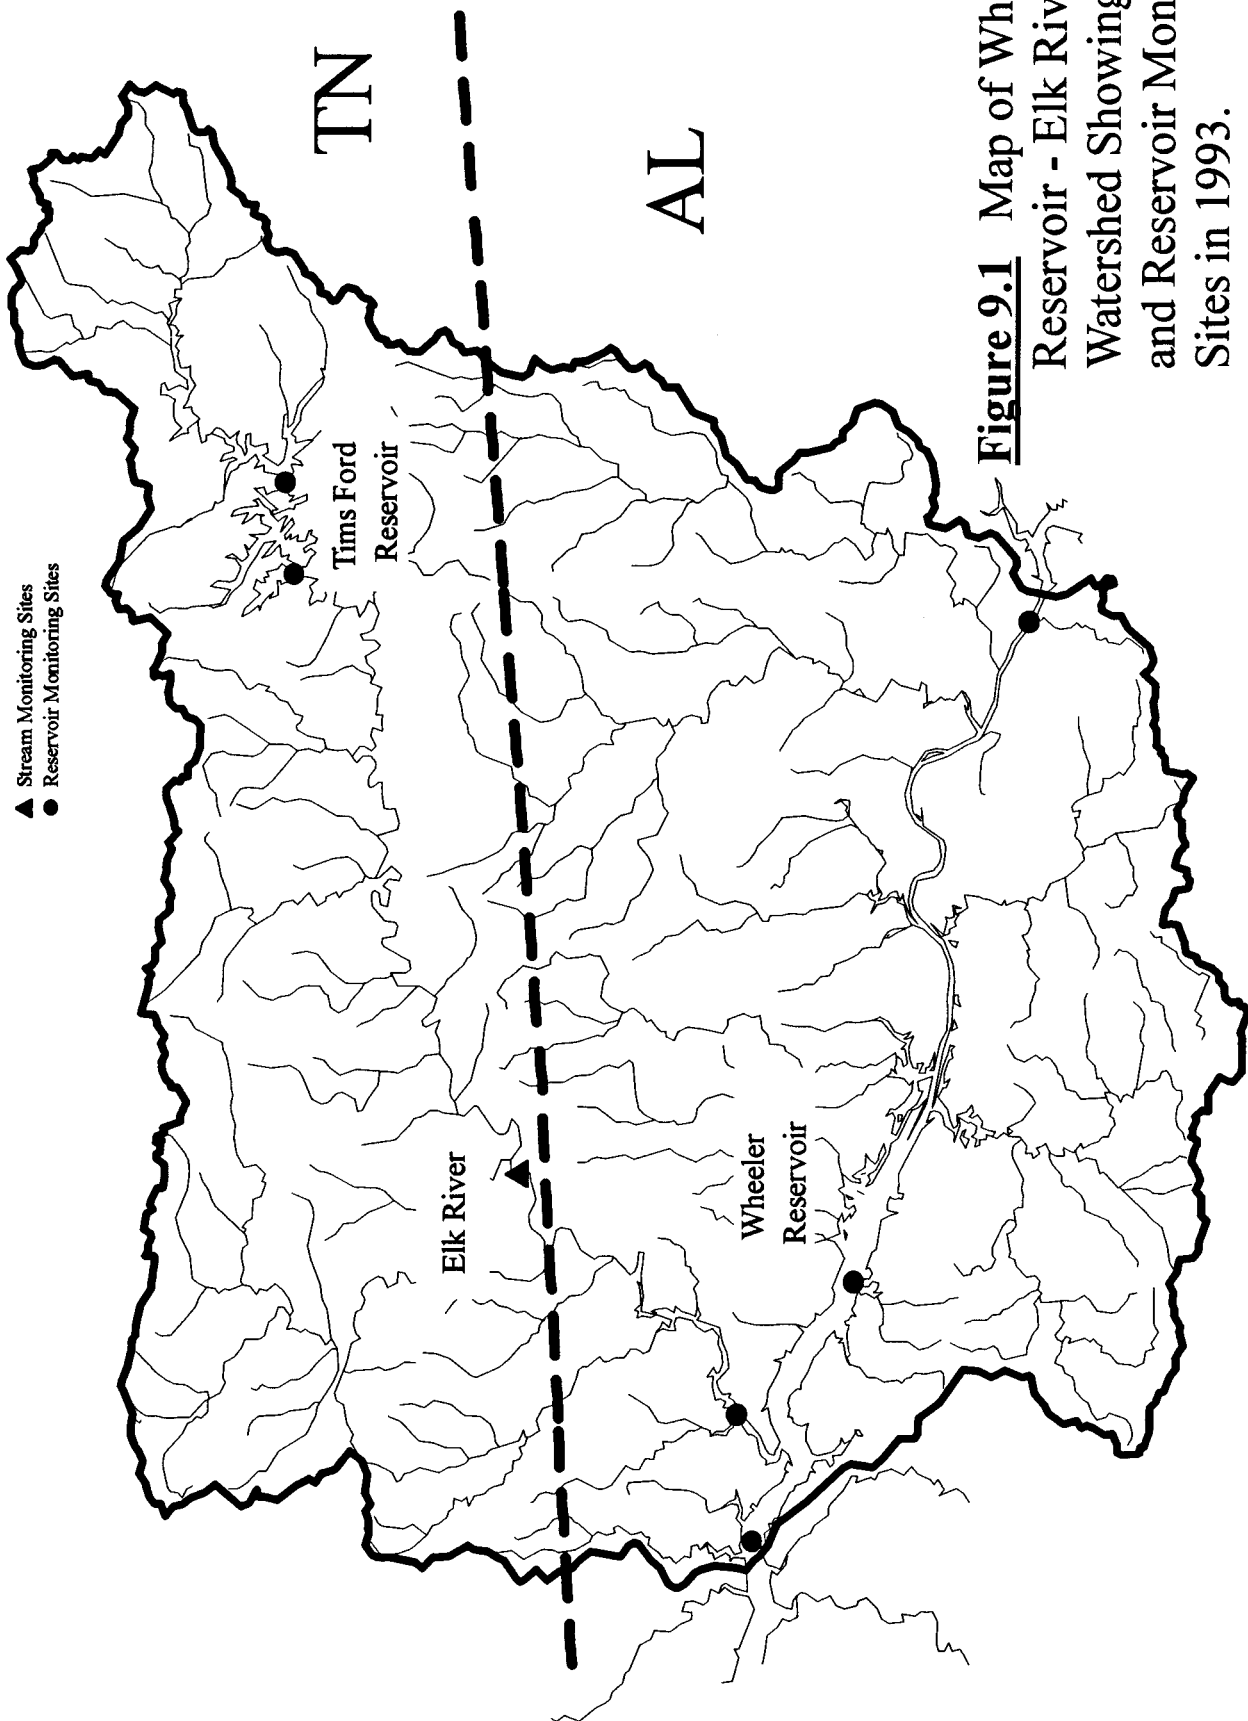 ▲ Stream Monitoring Sites
● Reservoir Monitoring Sites
TN
AL
Tims Ford
Reservoir
Elk River
Wheeler
Reservoir
Figure 9.1 Map of Wh
Reservoir - Elk Riv
Watershed Showing
and Reservoir Mon
Sites in 1993.